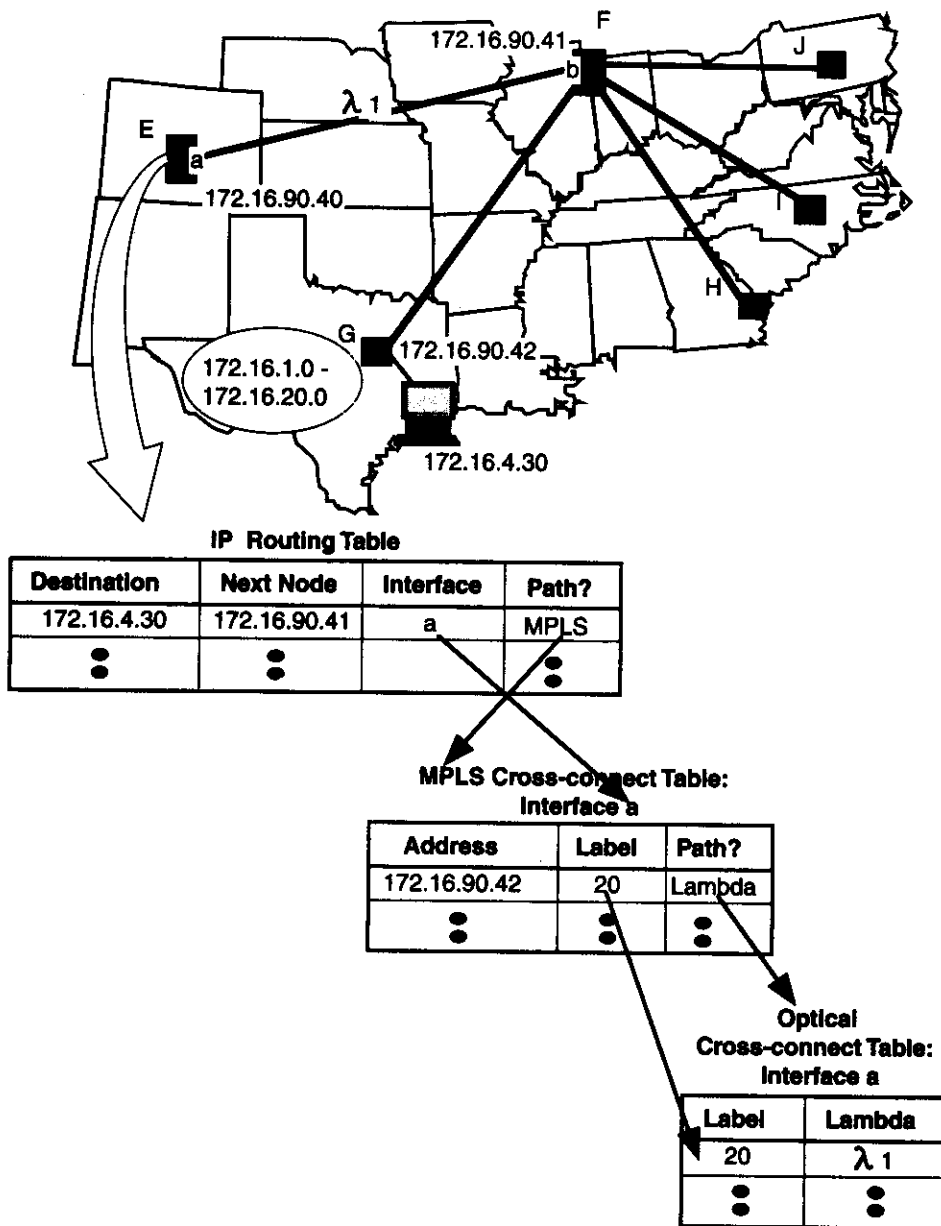 F
172.16.90.41
J
b
λ 1
E
a
172.16.90.40
I
H
G
172.16.90.42
172.16.1.0 -
172.16.20.0
172.16.4.30
IP Routing Table
Destination Next Node Interface Path?
172.16.4.30 172.16.90.41 a MPLS
MPLS Cross-connect Table:
Interface a
Address Label Path?
172.16.90.42 20 Lambda
Optical
Cross-connect Table:
Interface a
Label Lambda
20 λ 1